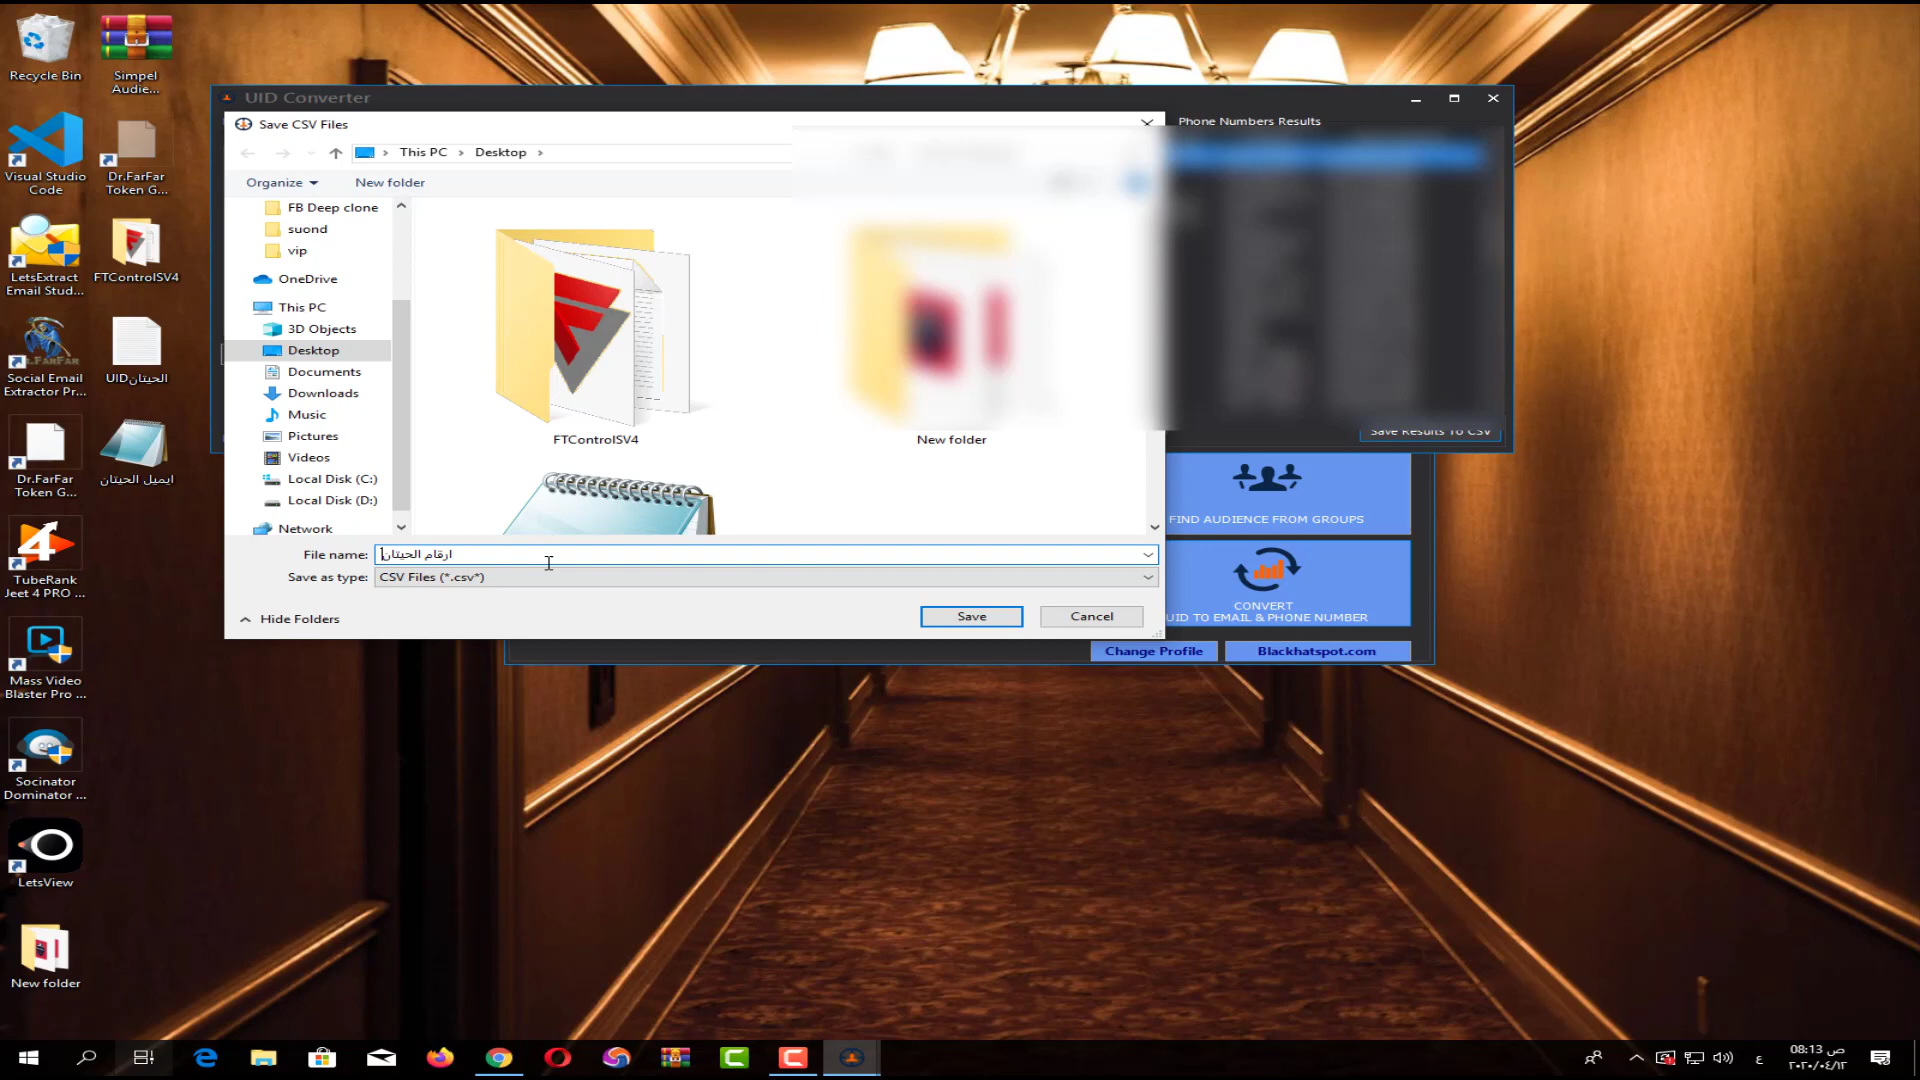 Recycle Bin
Simpel
Audie...
Visual Studio
Code
Dr.FarFar
Token G...
LetsExtract
Email Stud...
FTControlSV4
Social Email
Extractor Pr...
الحيتانUID
Dr.FarFar
Token G...
ايميل الحيتان
TubeRank
Jeet 4 PRO ...
Mass Video
Blaster Pro ...
Socinator
Dominator ...
LetsView
New folder
UID Converter
Save CSV Files
This PC
Desktop
Organize
New folder
FB Deep clone
suond
vip
OneDrive
This PC
3D Objects
Desktop
Documents
Downloads
Music
Pictures
Videos
Local Disk (C:)
Local Disk (D:)
Network
FTControlSV4
New folder
File name: ارقام الحيتان
Save as type: CSV Files (*.csv*)
Hide Folders
Save
Cancel
Phone Numbers Results
Save Results To CSV
FIND AUDIENCE FROM GROUPS
CONVERT
UID TO EMAIL & PHONE NUMBER
Change Profile
Blackhatspot.com
ع
08:13 ص
٢٠٢٠/٠٤/١٢